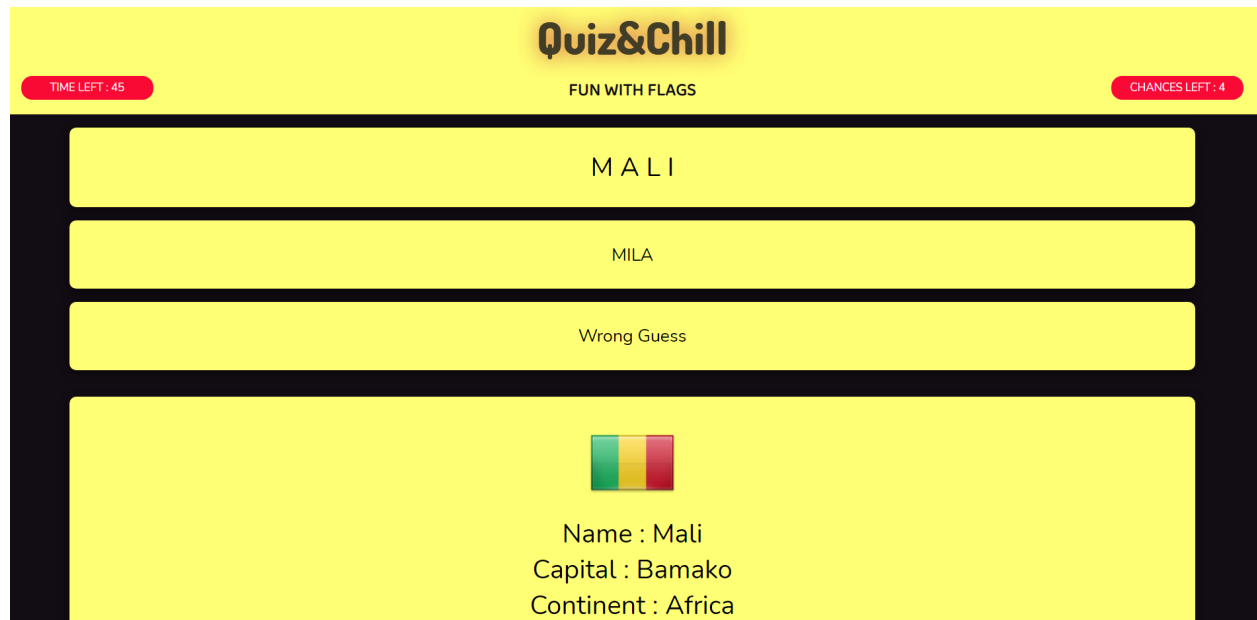 Quiz&Chill
TIME LEFT : 45
FUN WITH FLAGS
CHANCES LEFT : 4
M A L I
MILA
Wrong Guess
Name : Mali
Capital : Bamako
Continent : Africa